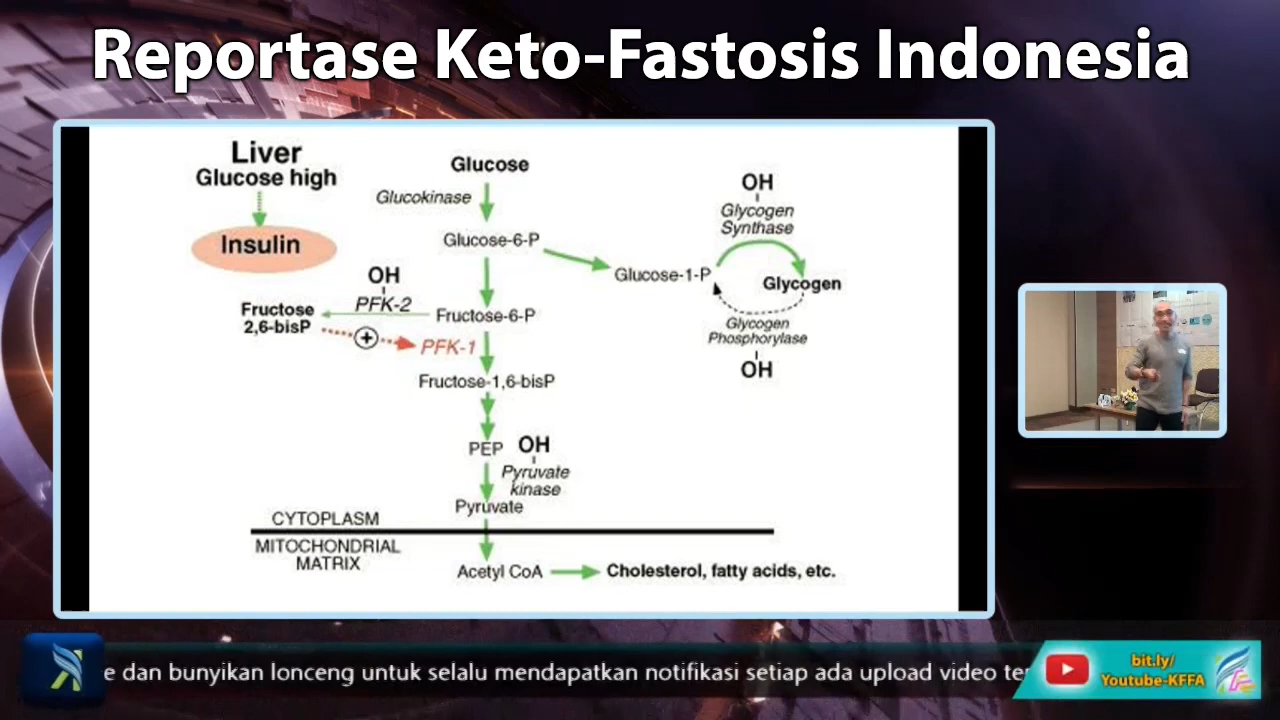 Reportase Keto-Fastosis Indonesia
Liver
Glucose high
Insulin
Glucose
Glucokinase
Glucose-6-P
Glucose-1-P
OH
Glycogen
Synthase
Glycogen
Glycogen
Phosphorylase
OH
OH
PFK-2
Fructose
2,6-bisP
Fructose-6-P
+
PFK-1
Fructose-1,6-bisP
PEP
OH
Pyruvate
kinase
Pyruvate
CYTOPLASM
MITOCHONDRIAL
MATRIX
Acetyl CoA
Cholesterol, fatty acids, etc.
e dan bunyikan lonceng untuk selalu mendapatkan notifikasi setiap ada upload video ter
bit.ly/
Youtube-KFFA